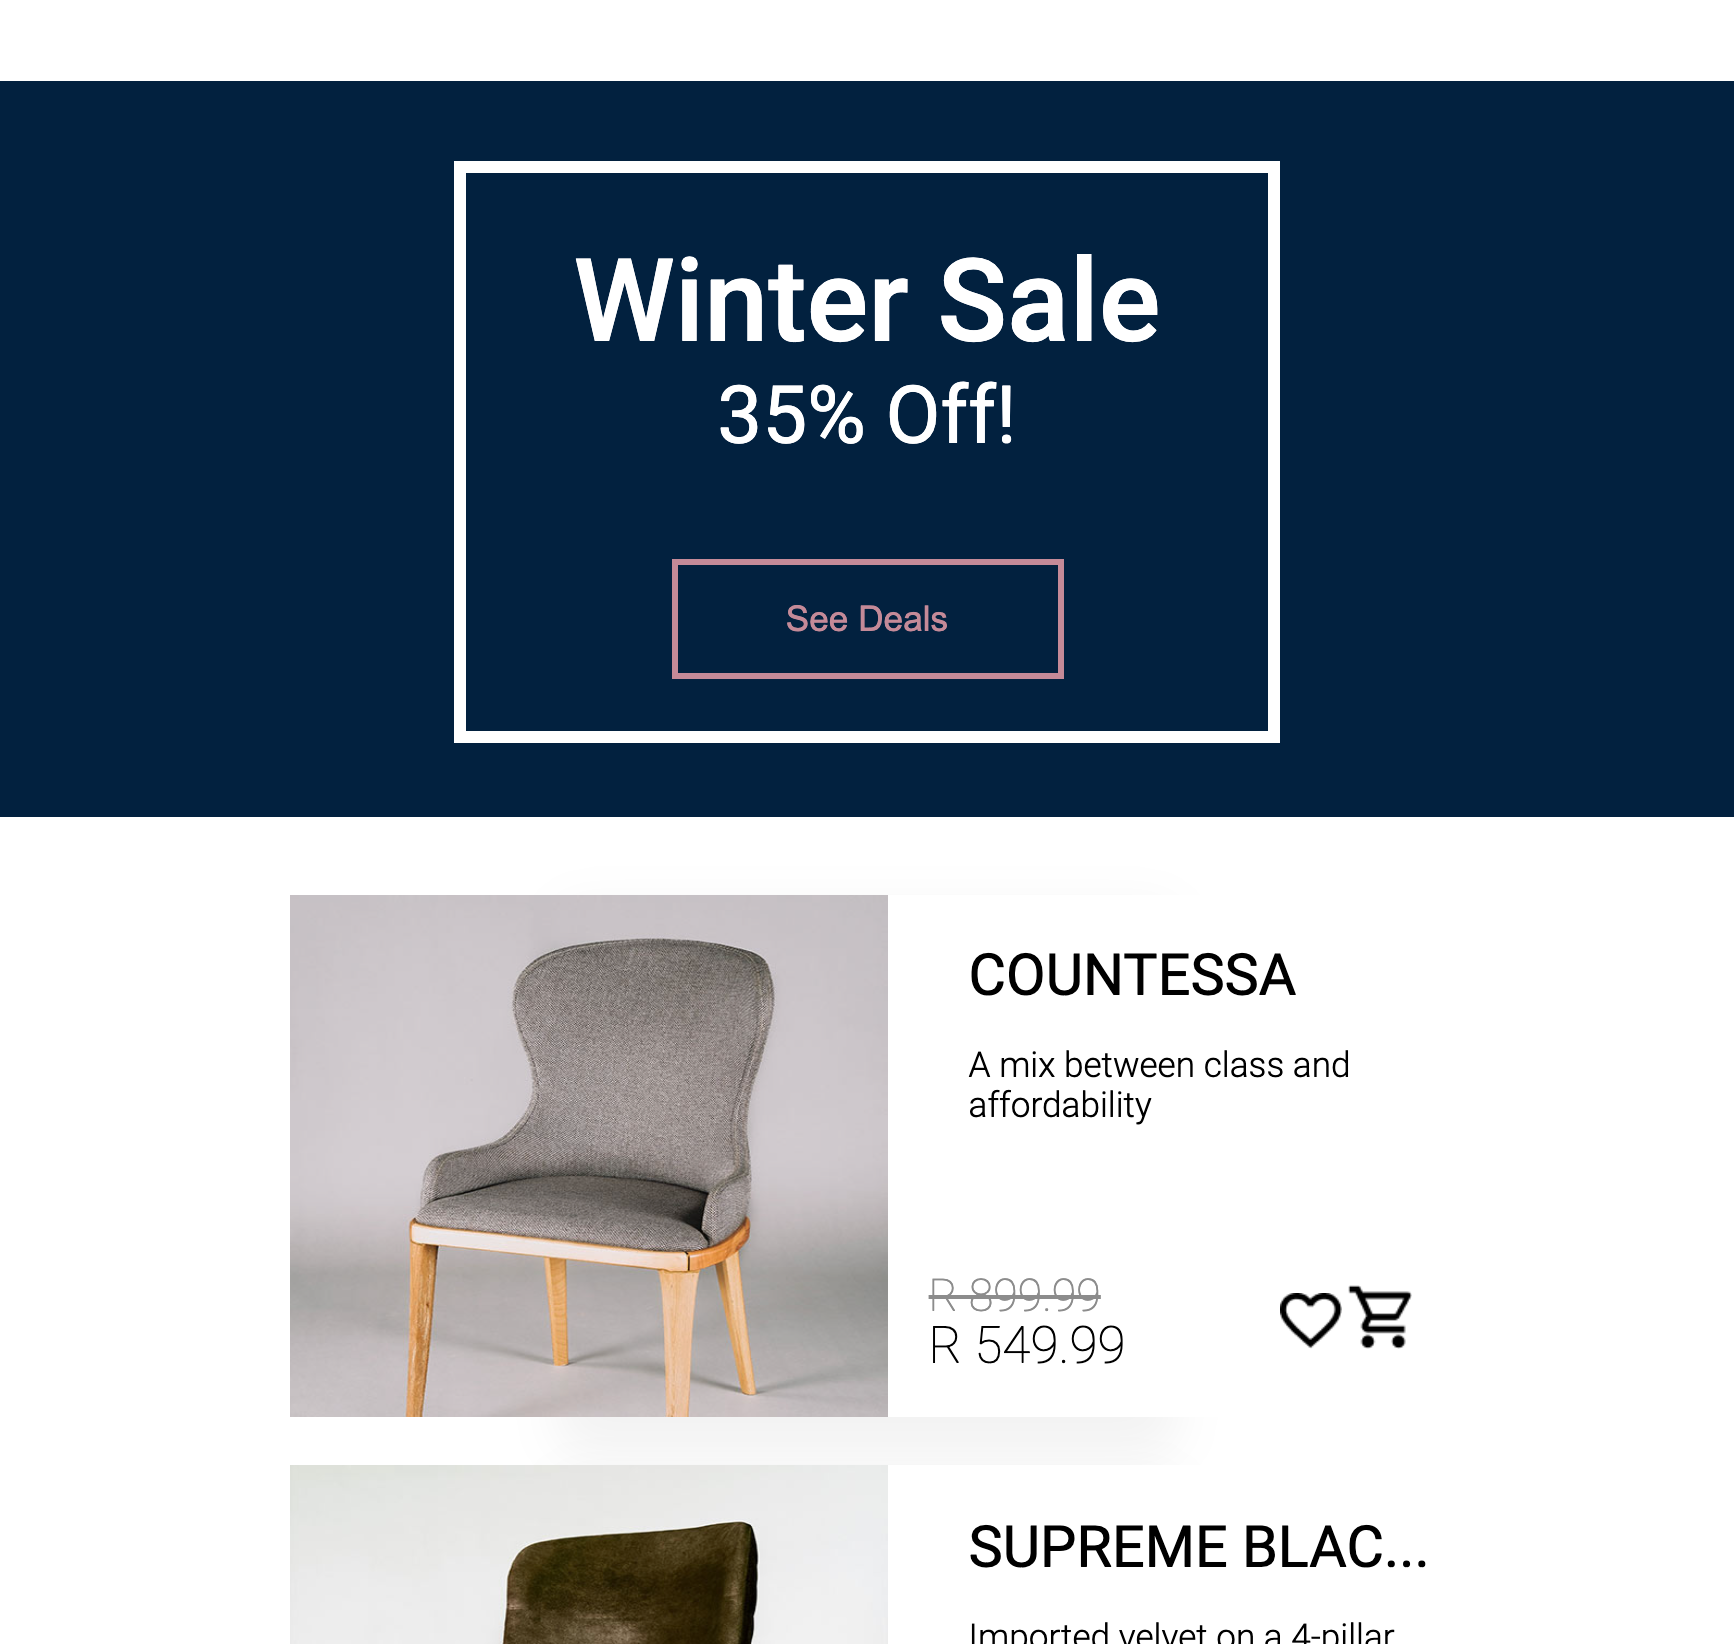 Winter Sale
35% Off!
See Deals
COUNTESSA
A mix between class and
affordability
R 899.99
R 549.99
SUPREME BLAC...
Imported velvet on a 4-pillar